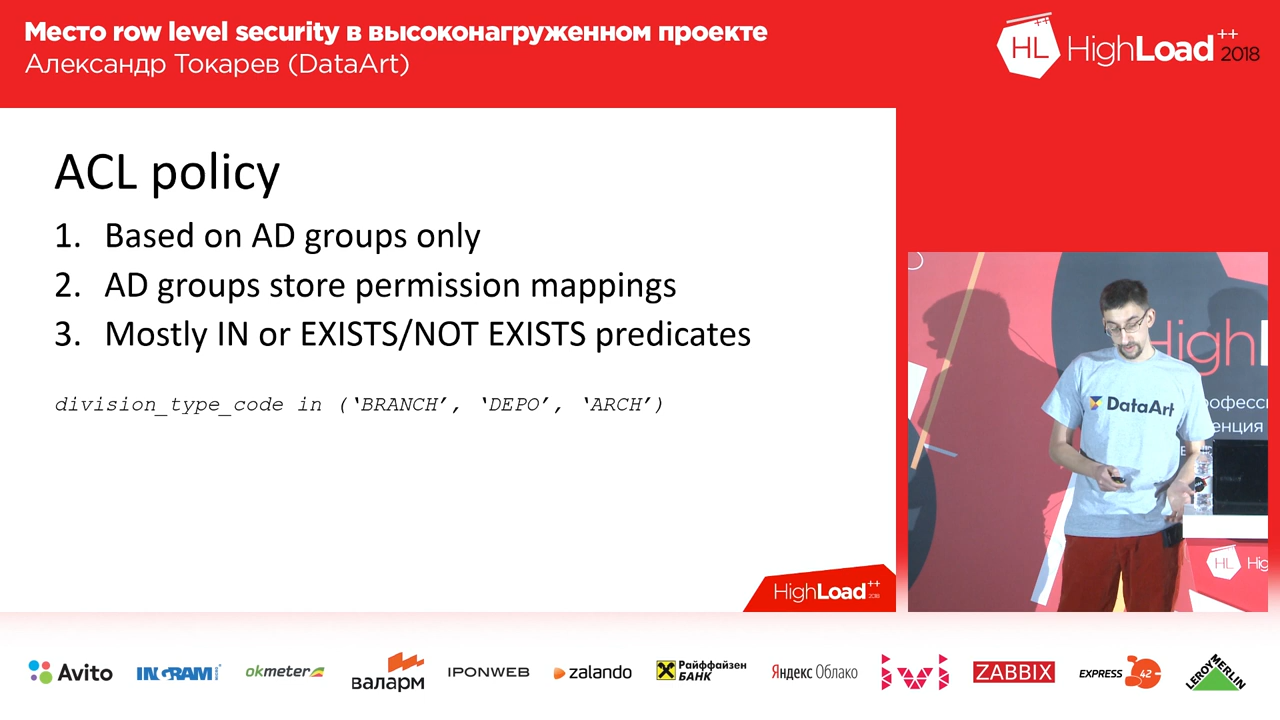 Место row level security в высоконагруженном проекте
Александр Токарев (DataArt)
HL HighLoad++ 2018
ACL policy
1. Based on AD groups only
2. AD groups store permission mappings
3. Mostly IN or EXISTS/NOT EXISTS predicates
division_type_code in (‘BRANCH’, ‘DEPO’, ‘ARCH’)
HighLoad++ 2018
High
DataArt
HL
Avito
INGRAM
okmeter
валарм
IPONWEB
zalando
Райффайзен
БАНК
Яндекс Облако
ivi
ZABBIX
EXPRESS 42
LEROY MERLIN